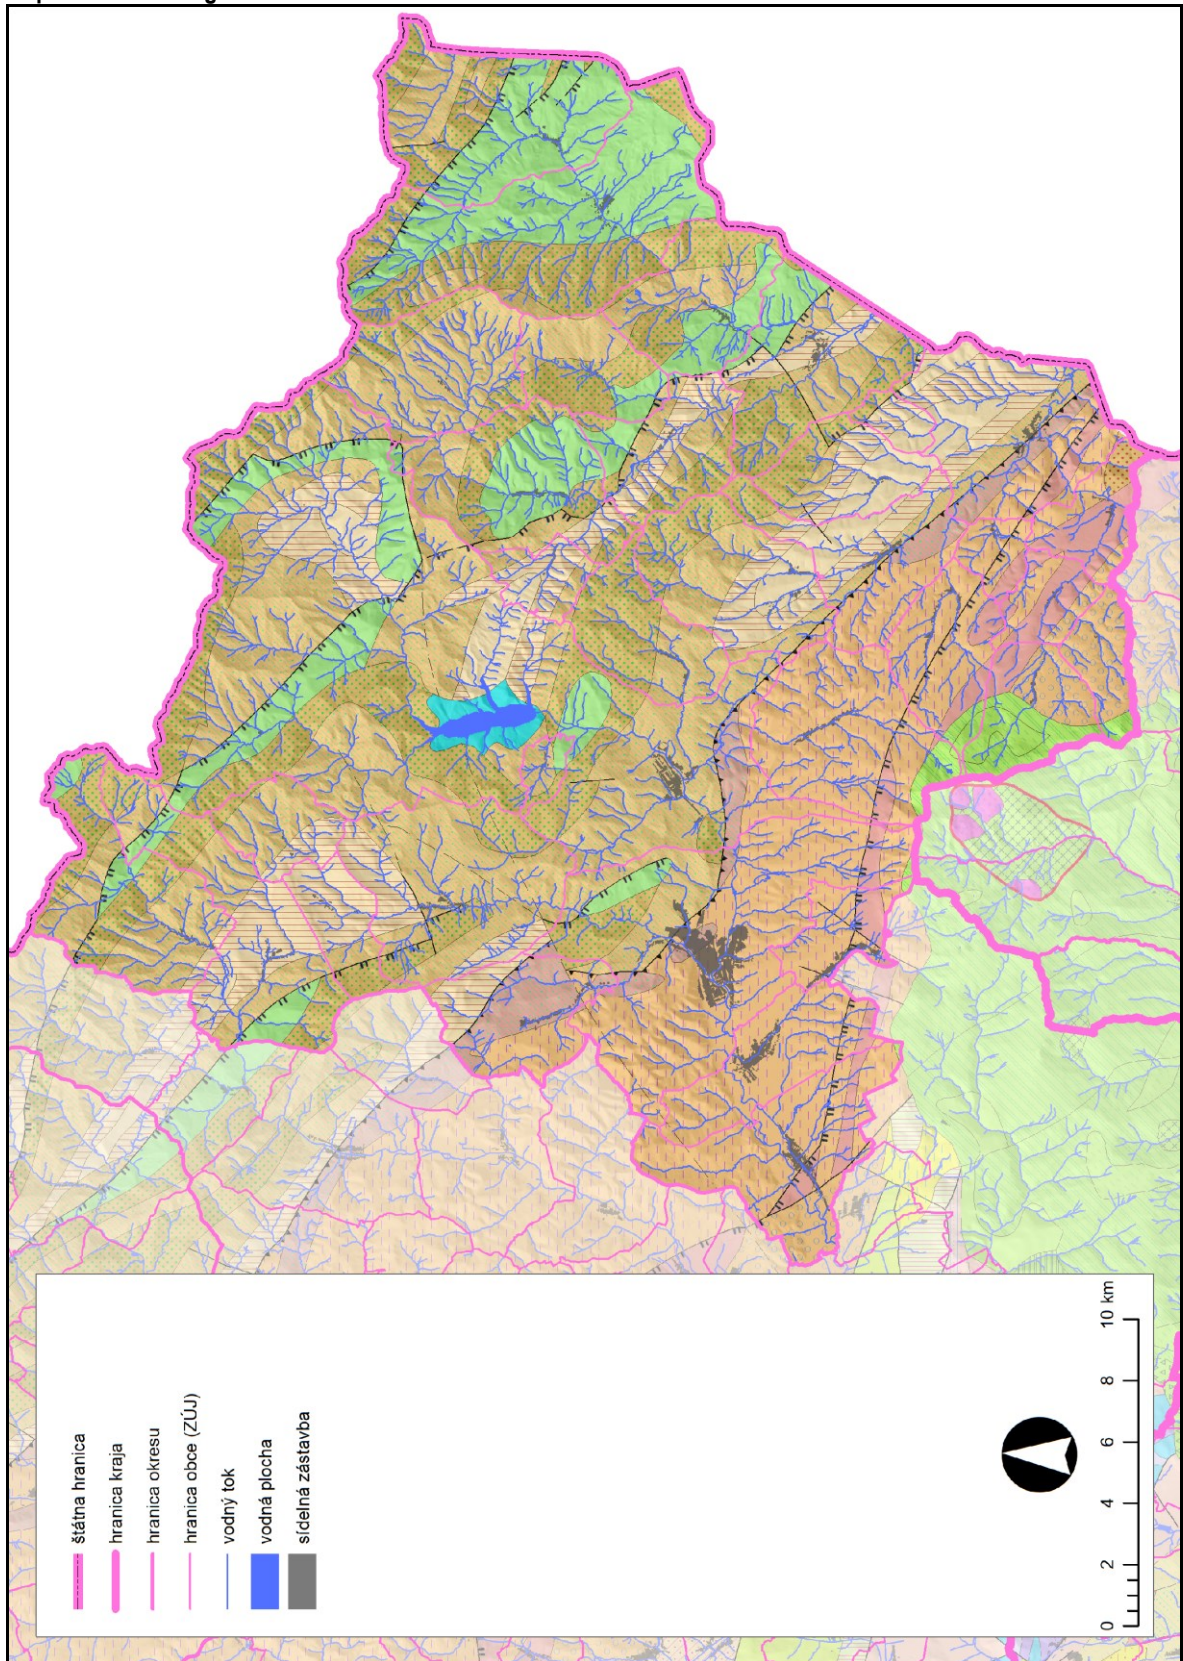 štátna hranica
hranica kraja
hranica okresu
hranica obce (ZÚJ)
vodný tok
vodná plocha
sídelná zástavba
0 2 4 6 8 10 km